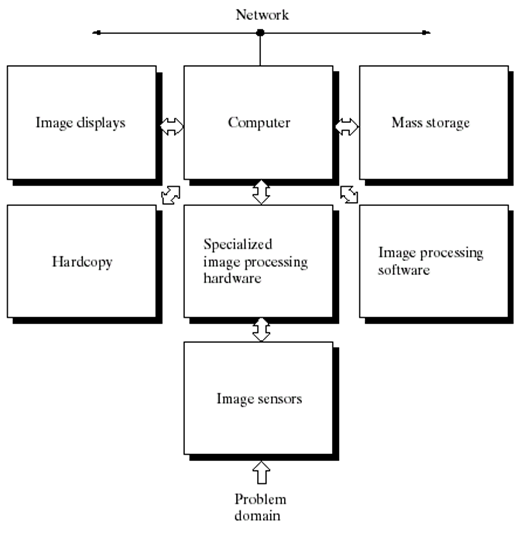 Network
Image displays
Computer
Mass storage
Hardcopy
Specialized
image processing
hardware
Image processing
software
Image sensors
Problem
domain